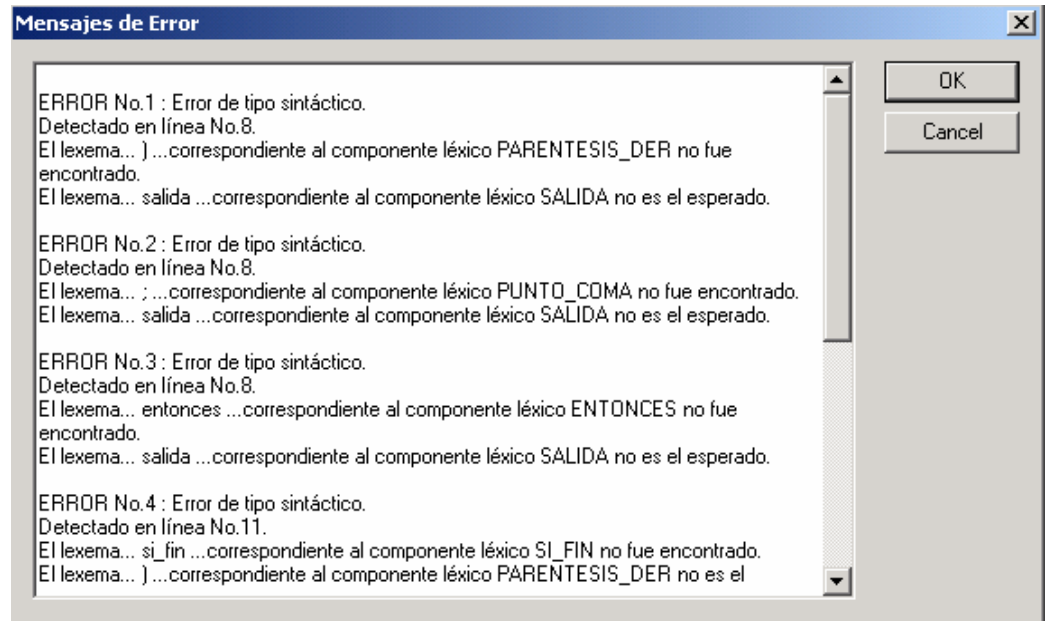 Mensajes de Error
OK
Cancel
ERROR No.1 : Error de tipo sintáctico.
Detectado en línea No.8.
El lexema... ) ...correspondiente al componente léxico PARENTESIS_DER no fue
encontrado.
El lexema... salida ...correspondiente al componente léxico SALIDA no es el esperado.
ERROR No.2 : Error de tipo sintáctico.
Detectado en línea No.8.
El lexema... ; ...correspondiente al componente léxico PUNTO_COMA no fue encontrado.
El lexema... salida ...correspondiente al componente léxico SALIDA no es el esperado.
ERROR No.3 : Error de tipo sintáctico.
Detectado en línea No.8.
El lexema... entonces ...correspondiente al componente léxico ENTONCES no fue
encontrado.
El lexema... salida ...correspondiente al componente léxico SALIDA no es el esperado.
ERROR No.4 : Error de tipo sintáctico.
Detectado en línea No.11.
El lexema... si_fin ...correspondiente al componente léxico SI_FIN no fue encontrado.
El lexema... ) ...correspondiente al componente léxico PARENTESIS_DER no es el